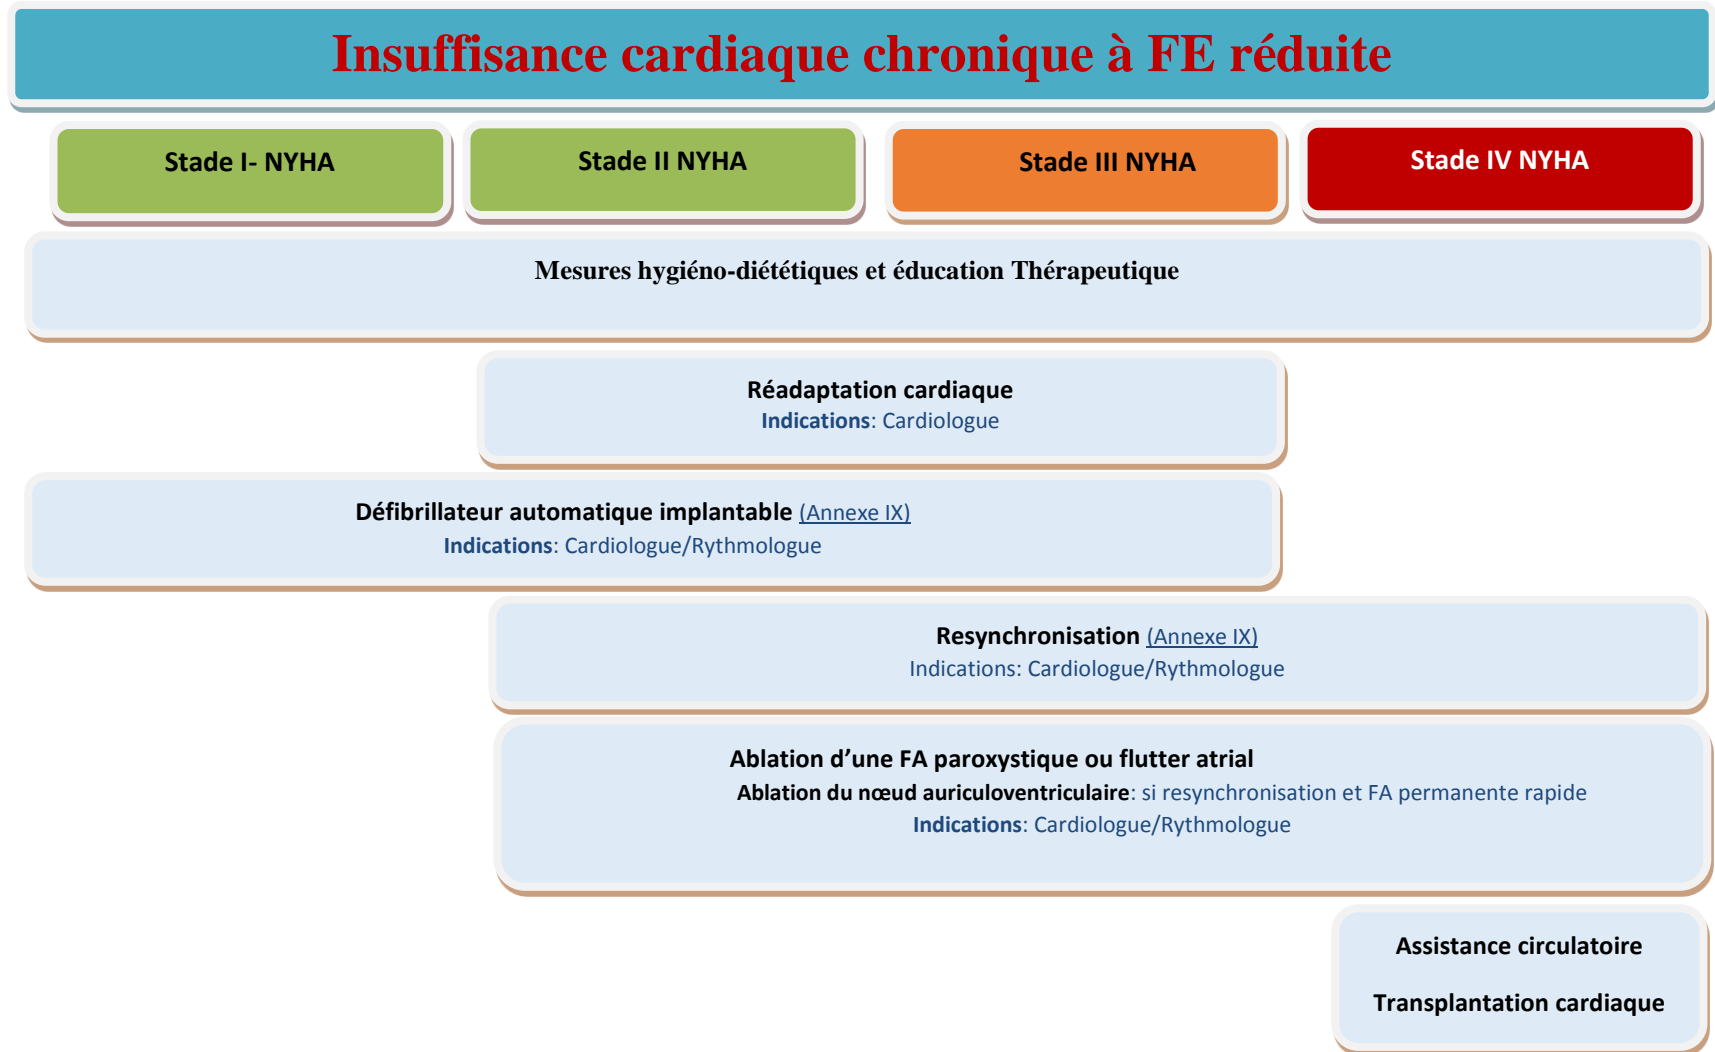 Insuffisance cardiaque chronique à FE réduite
Stade I- NYHA
Stade II NYHA
Stade III NYHA
Stade IV NYHA
Mesures hygiéno-diététiques et éducation Thérapeutique
Réadaptation cardiaque
Indications: Cardiologue
Défibrillateur automatique implantable (Annexe IX)
Indications: Cardiologue/Rythmologue
Resynchronisation (Annexe IX)
Indications: Cardiologue/Rythmologue
Ablation d’une FA paroxystique ou flutter atrial
Ablation du nœud auriculoventriculaire: si resynchronisation et FA permanente rapide
Indications: Cardiologue/Rythmologue
Assistance circulatoire
Transplantation cardiaque